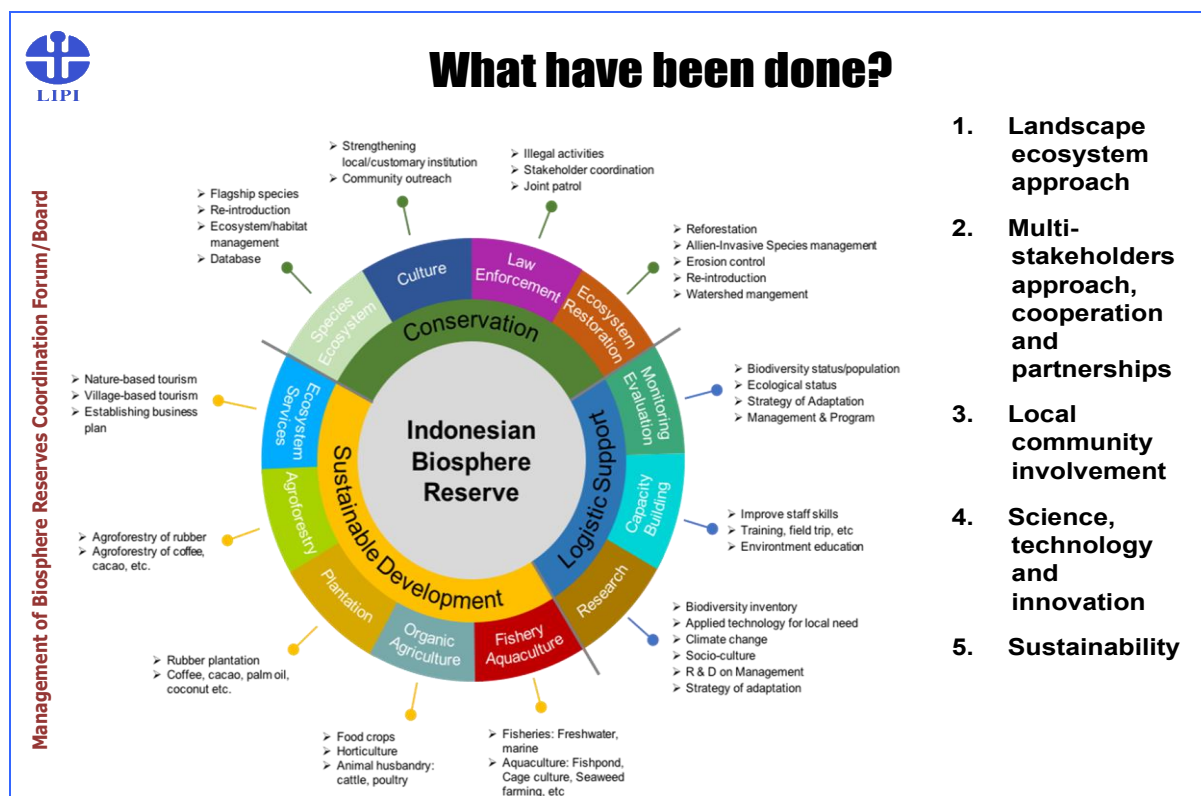 LIPI
What have been done?
Management of Biosphere Reserves Coordination Forum/Board
➢ Strengthening
local/customary institution
➢ Community outreach
➢ Illegal activities
➢ Stakeholder coordination
➢ Joint patrol
➢ Flagship species
➢ Re-introduction
➢ Ecosystem/habitat
management
➢ Database
➢ Reforestation
➢ Allien-Invasive Species management
➢ Erosion control
➢ Re-introduction
➢ Watershed mangement
Species
Ecosystem
Culture
Law
Enforcement
Ecosystem
Restoration
Conservation
➢ Nature-based tourism
➢ Village-based tourism
➢ Establishing business
plan
Ecosystem
Services
Monitoring
Evaluation
➢ Biodiversity status/population
➢ Ecological status
➢ Strategy of Adaptation
➢ Management & Program
Indonesian
Biosphere
Reserve
Sustainable Development
Logistic Support
➢ Agroforestry of rubber
➢ Agroforestry of coffee,
cacao, etc.
Agroforestry
Capacity
Building
➢ Improve staff skills
➢ Training, field trip, etc
➢ Environtment education
Plantation
Organic
Agriculture
Fishery
Aquaculture
Research
➢ Biodiversity inventory
➢ Applied technology for local need
➢ Climate change
➢ Socio-culture
➢ R & D on Management
➢ Strategy of adaptation
➢ Rubber plantation
➢ Coffee, cacao, palm oil,
coconut etc.
➢ Food crops
➢ Horticulture
➢ Animal husbandry:
cattle, poultry
➢ Fisheries: Freshwater,
marine
➢ Aquaculture: Fishpond,
Cage culture, Seaweed
farming, etc
1. Landscape
ecosystem
approach
2. Multi-
stakeholders
approach,
cooperation
and
partnerships
3. Local
community
involvement
4. Science,
technology
and
innovation
5. Sustainability